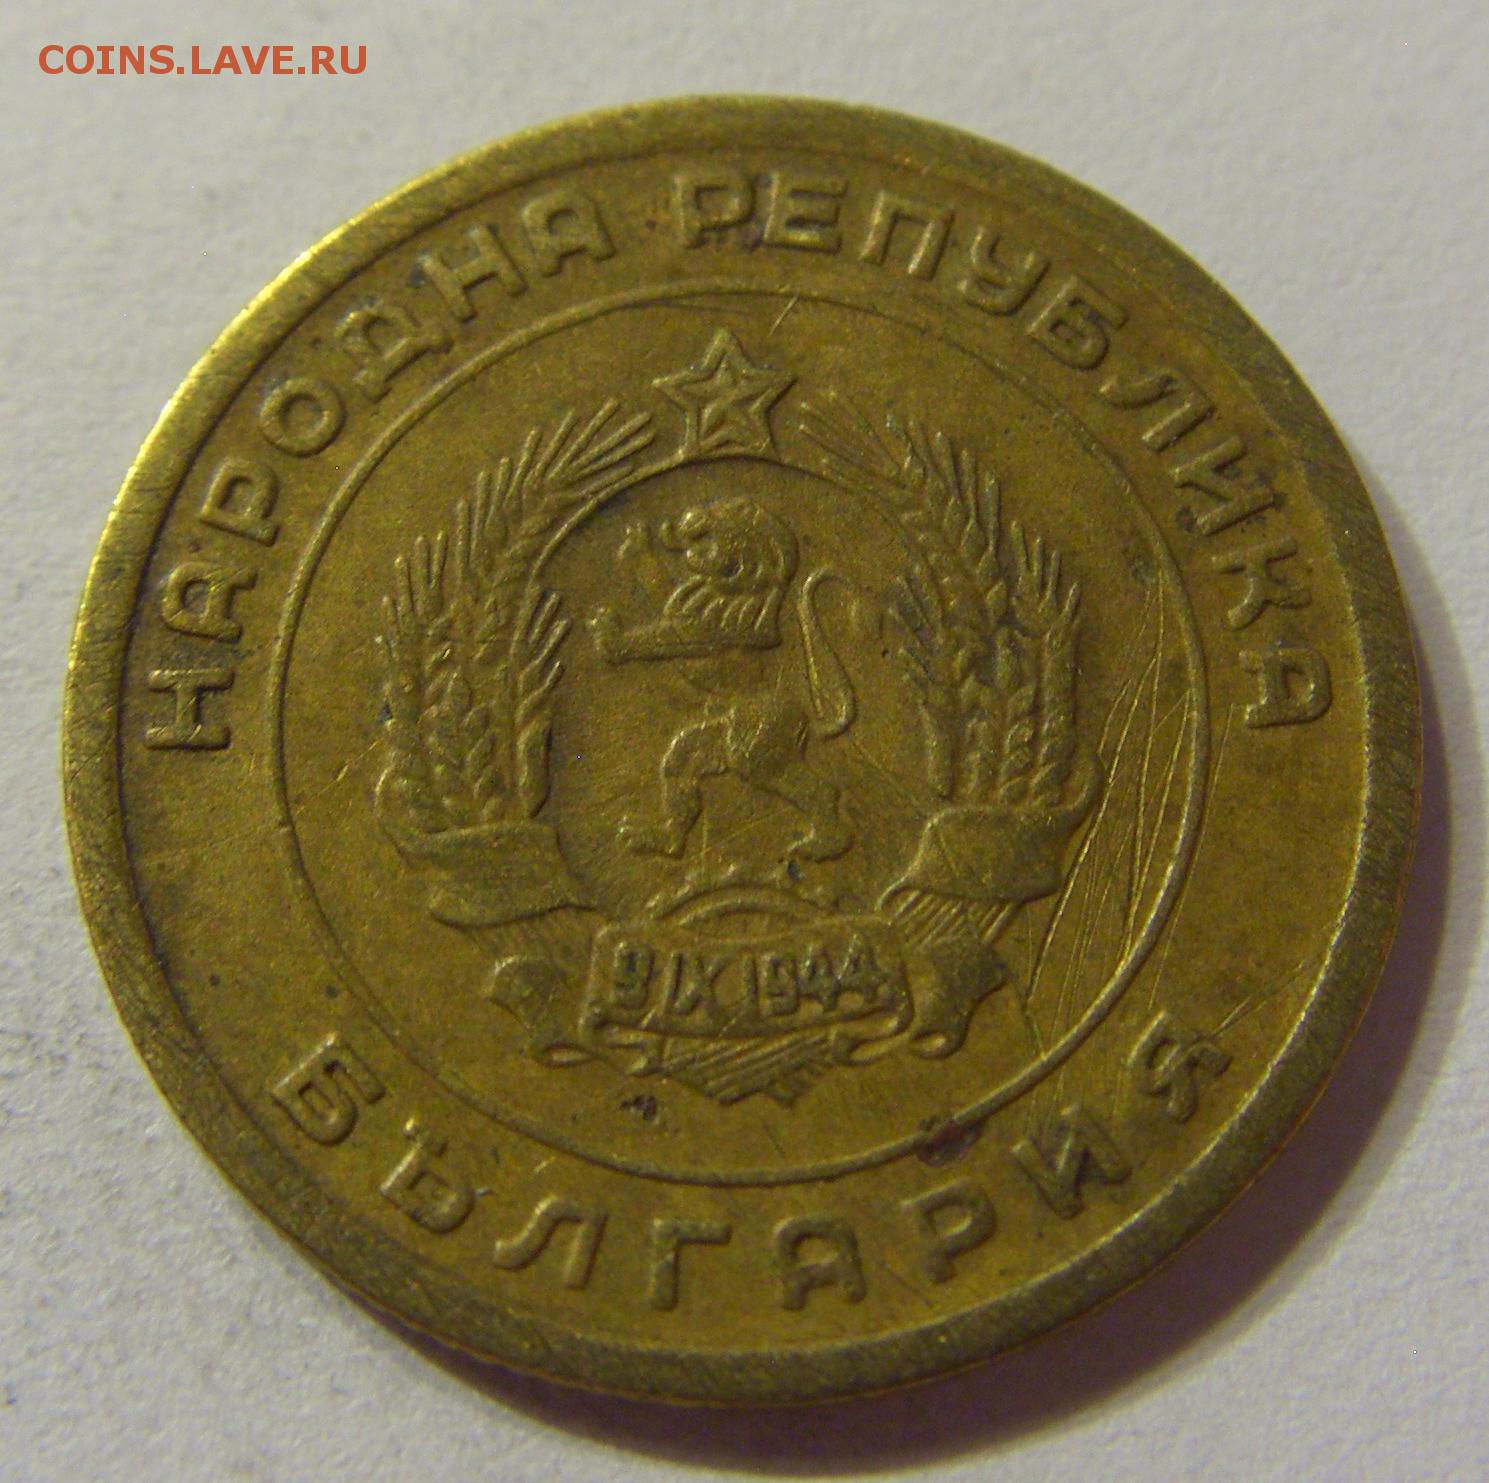 COINS.LAVE.RU
НАРОДНА РЕПУБЛИКА
9 IX 1944
БЪЛГАРИЯ